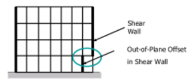 Shear
Wall
Out-of-Plane Offset
in Shear Wall